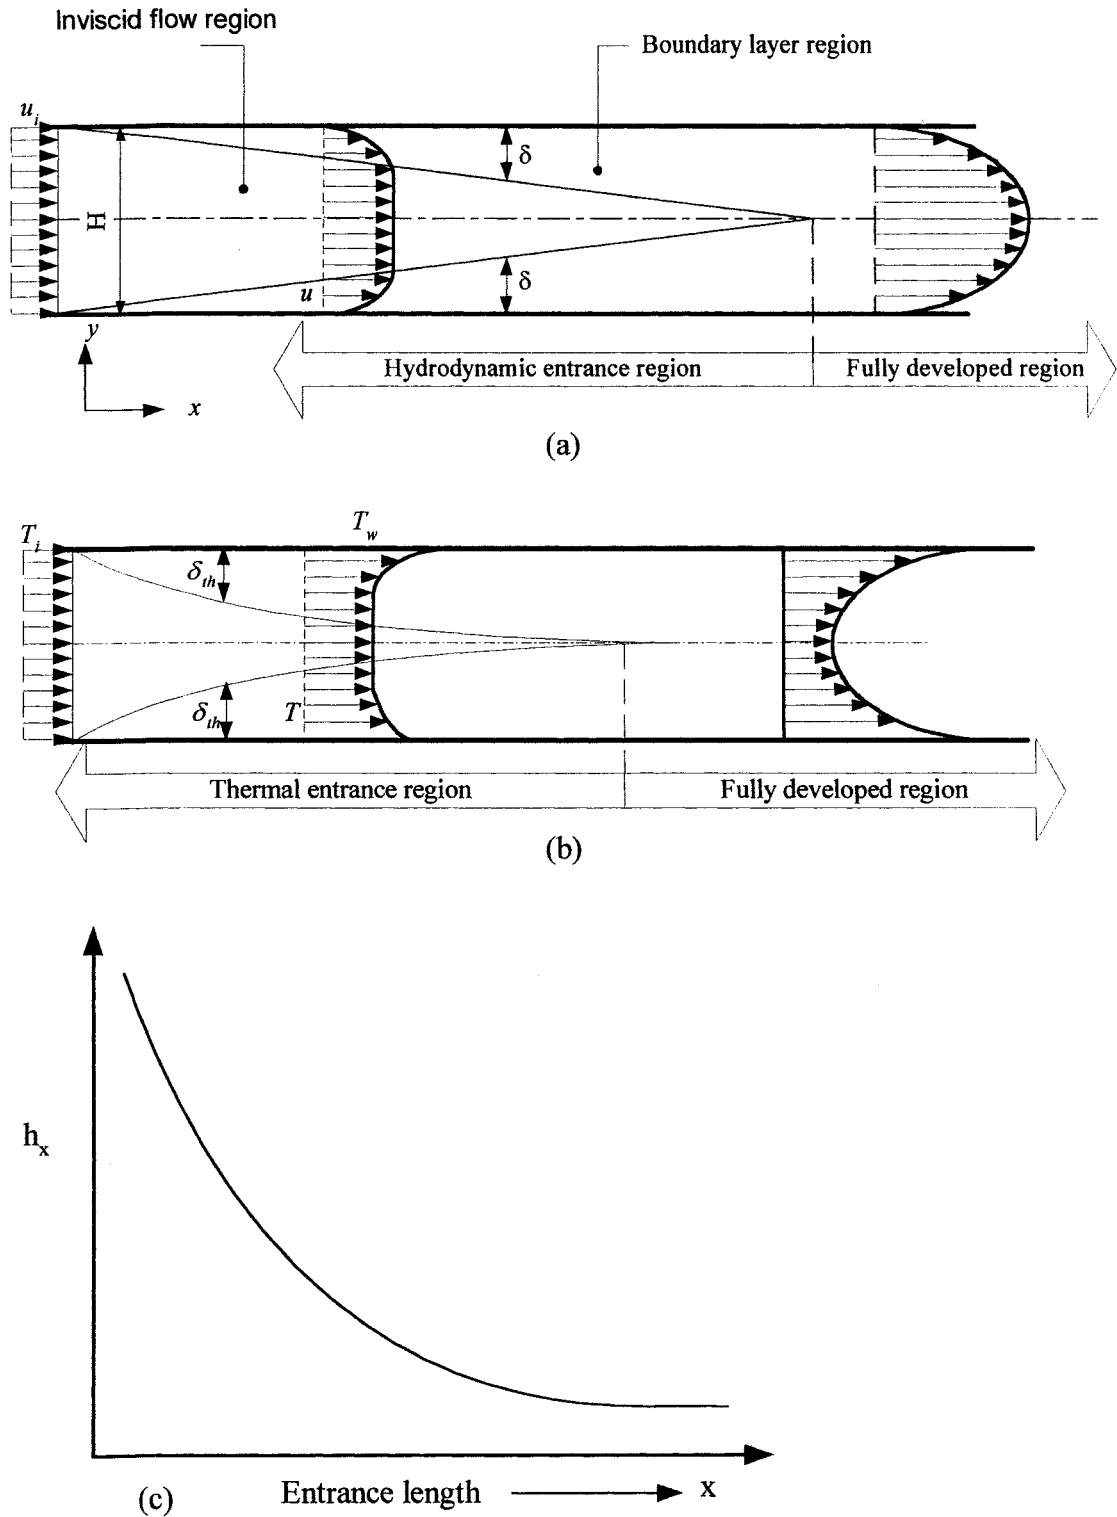 Inviscid flow region
Boundary layer region
u_i
δ
H
u
δ
y
x
Hydrodynamic entrance region
Fully developed region
(a)
T_i
T_w
δ_th
δ_th
T
Thermal entrance region
Fully developed region
(b)
h_x
(c)
Entrance length
x